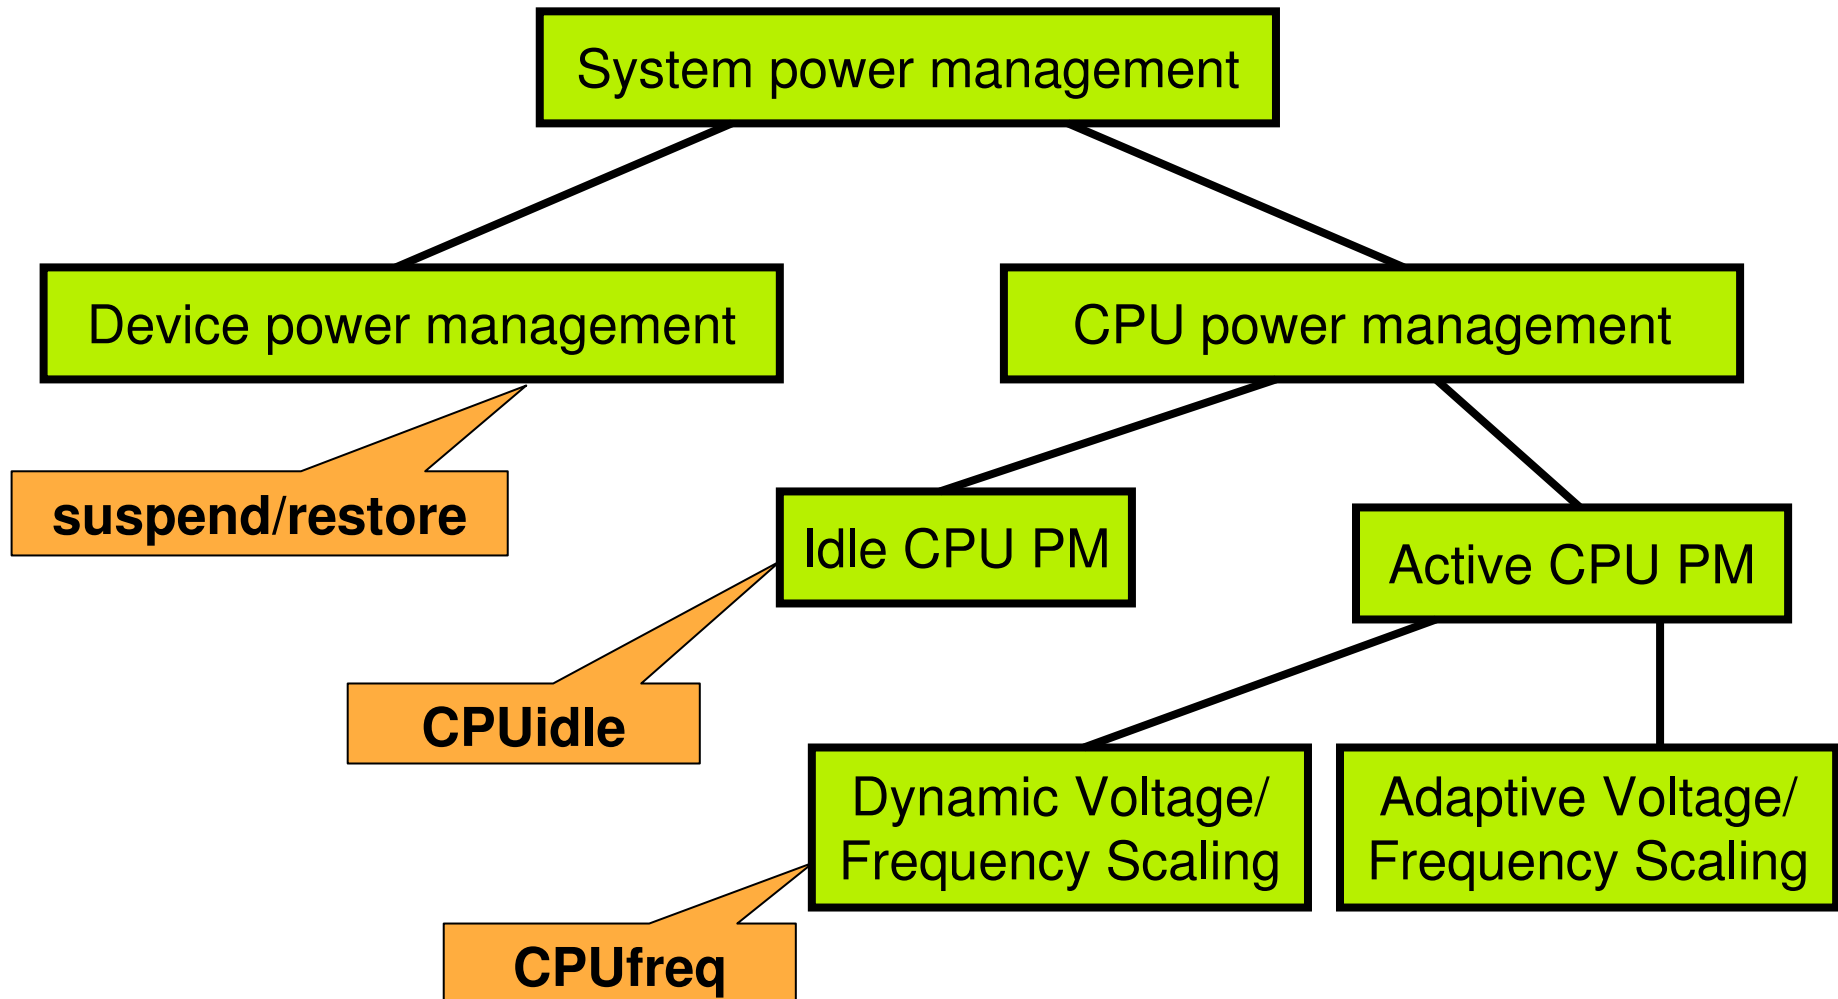 System power management
Device power management
CPU power management
suspend/restore
Idle CPU PM
Active CPU PM
CPUidle
Dynamic Voltage/
Frequency Scaling
Adaptive Voltage/
Frequency Scaling
CPUfreq